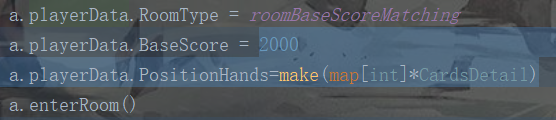 a.playerData.RoomType = roomBaseScoreMatching
a.playerData.BaseScore = 2000
a.playerData.PositionHands=make(map[int]*CardsDetail)
a.enterRoom()